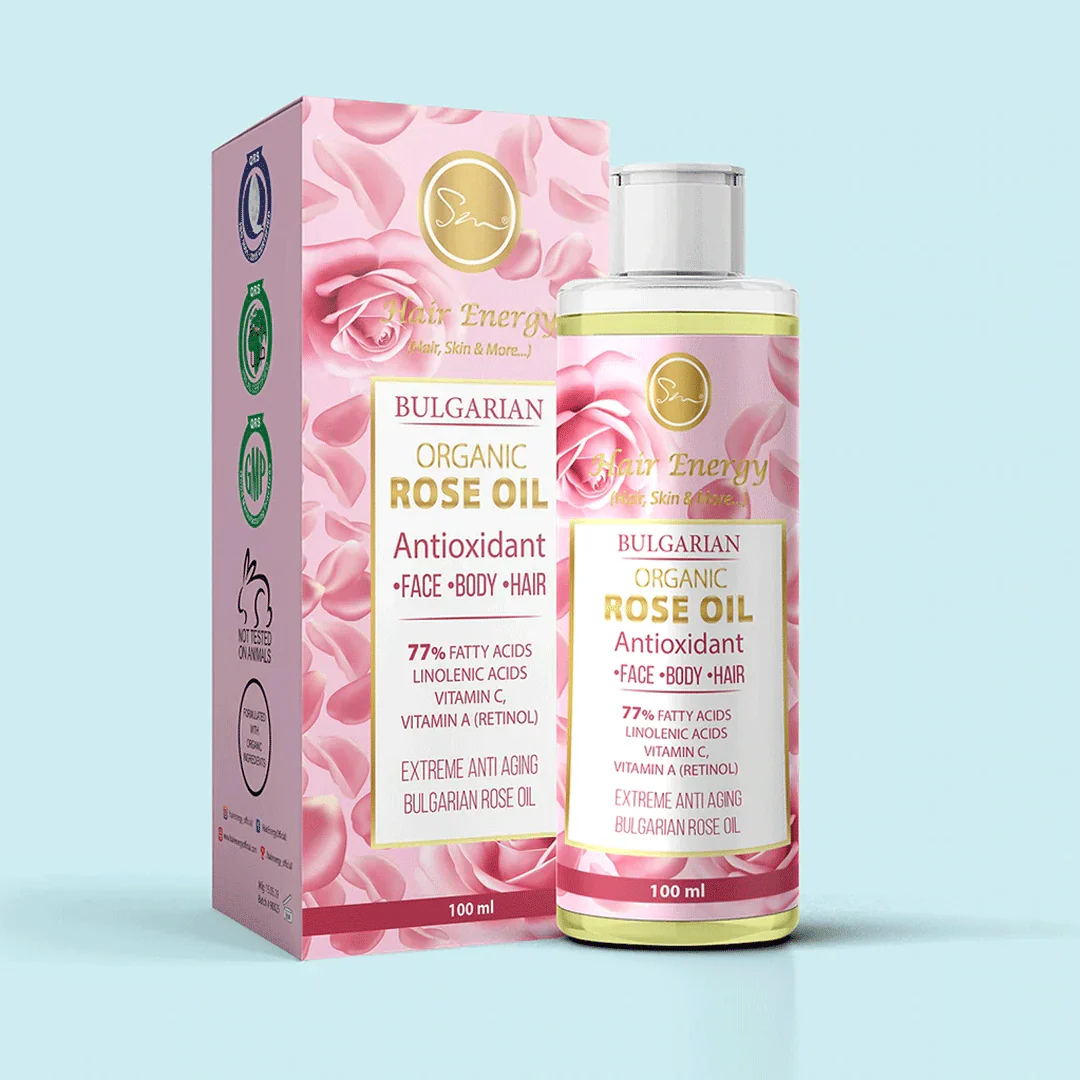 QRS
QRS
QRS
GMP
NOT TESTED
ON ANIMALS
FORMULATED
WITH
ORGANIC
INGREDIENTS
Sm®
Hair Energy
(Hair, Skin & More...)
BULGARIAN
ORGANIC
ROSE OIL
Antioxidant
•FACE •BODY •HAIR
77% FATTY ACIDS
LINOLENIC ACIDS
VITAMIN C,
VITAMIN A (RETINOL)
EXTREME ANTI AGING
BULGARIAN ROSE OIL
100 ml
Hair Energy
(Hair, Skin & More...)
BULGARIAN
ORGANIC
ROSE OIL
Antioxidant
•FACE •BODY •HAIR
77% FATTY ACIDS
LINOLENIC ACIDS
VITAMIN C,
VITAMIN A (RETINOL)
EXTREME ANTI AGING
BULGARIAN ROSE OIL
100 ml